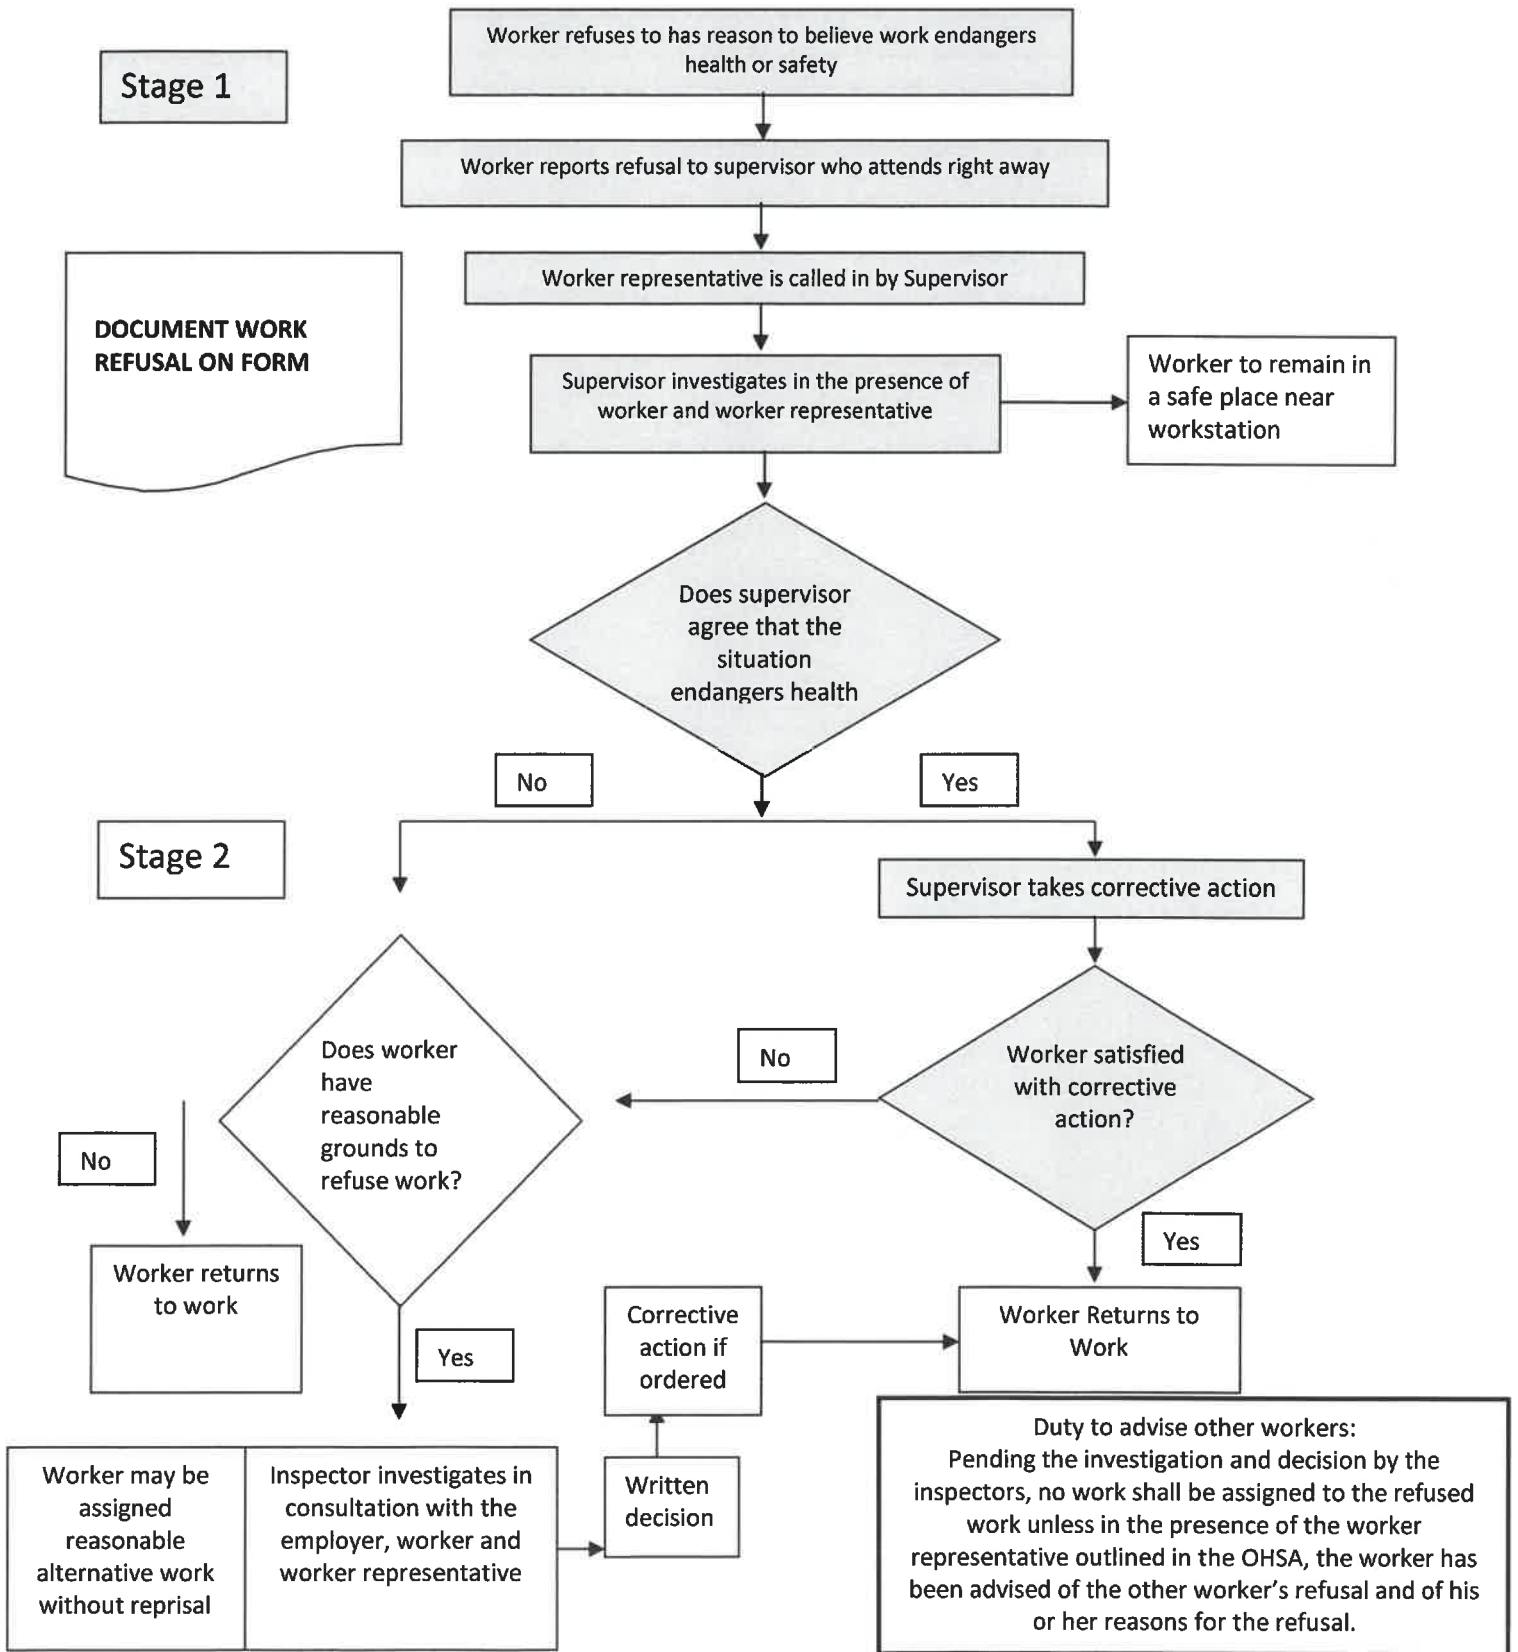 Worker refuses to has reason to believe work endangers
health or safety
Stage 1
Worker reports refusal to supervisor who attends right away
Worker representative is called in by Supervisor
DOCUMENT WORK
REFUSAL ON FORM
Supervisor investigates in the presence of
worker and worker representative
Worker to remain in
a safe place near
workstation
Does supervisor
agree that the
situation
endangers health
No
Yes
Stage 2
Supervisor takes corrective action
Does worker
have
reasonable
grounds to
refuse work?
No
Worker satisfied
with corrective
action?
No
Yes
Worker returns
to work
Yes
Corrective
action if
ordered
Worker Returns to
Work
Worker may be
assigned
reasonable
alternative work
without reprisal
Inspector investigates in
consultation with the
employer, worker and
worker representative
Written
decision
Duty to advise other workers:
Pending the investigation and decision by the
inspectors, no work shall be assigned to the refused
work unless in the presence of the worker
representative outlined in the OHSA, the worker has
been advised of the other worker's refusal and of his
or her reasons for the refusal.